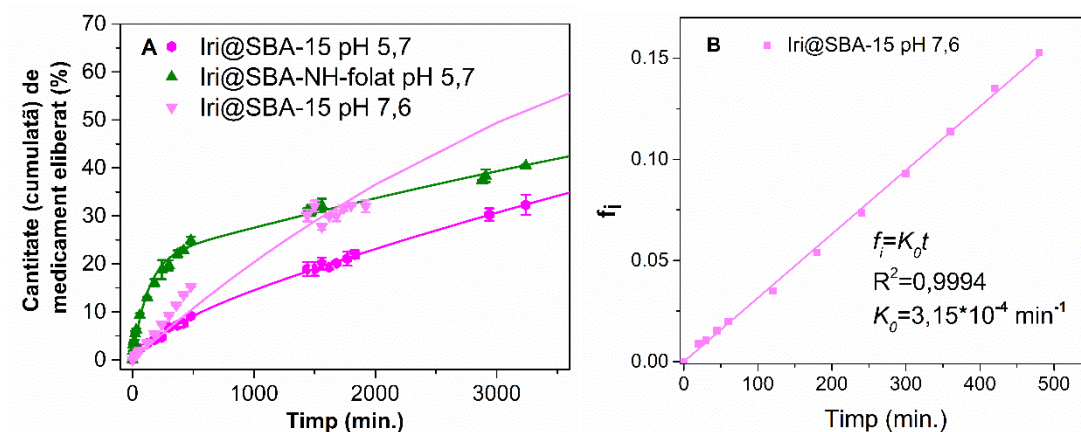 A
Iri@SBA-15 pH 5,7
Iri@SBA-NH-folat pH 5,7
Iri@SBA-15 pH 7,6
Cantitate (cumulată) de
medicament eliberat (%)
70
60
50
40
30
20
10
0
0
1000
2000
3000
Timp (min.)
B
Iri@SBA-15 pH 7,6
fi
0.15
0.10
0.05
0.00
fi=K0t
R2=0,9994
K0=3,15*10-4 min-1
0
100
200
300
400
500
Timp (min.)